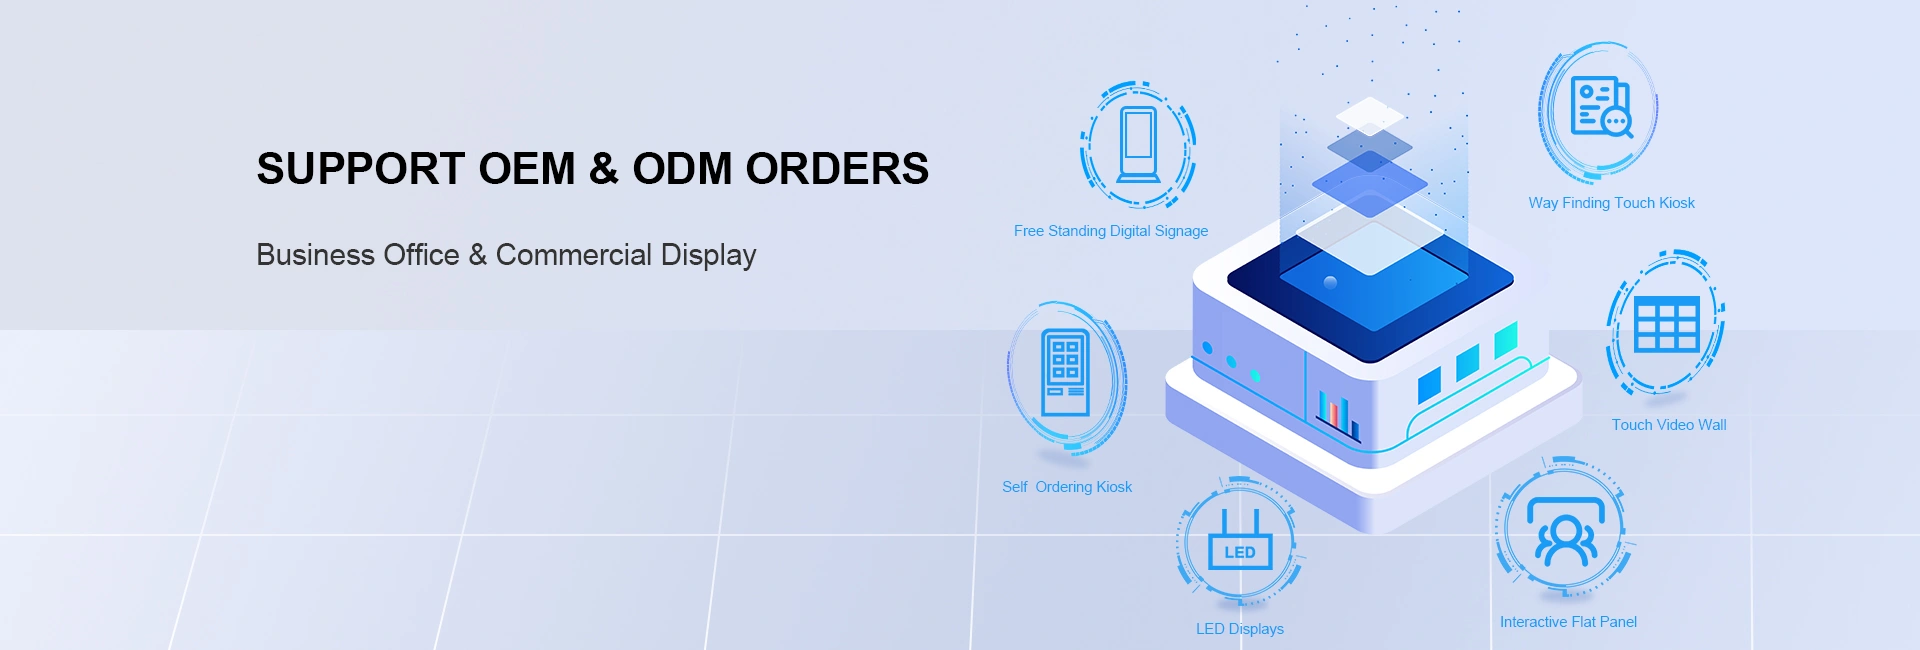 SUPPORT OEM & ODM ORDERS
Business Office & Commercial Display
Free Standing Digital Signage
Way Finding Touch Kiosk
Self Ordering Kiosk
Touch Video Wall
LED
LED Displays
Interactive Flat Panel